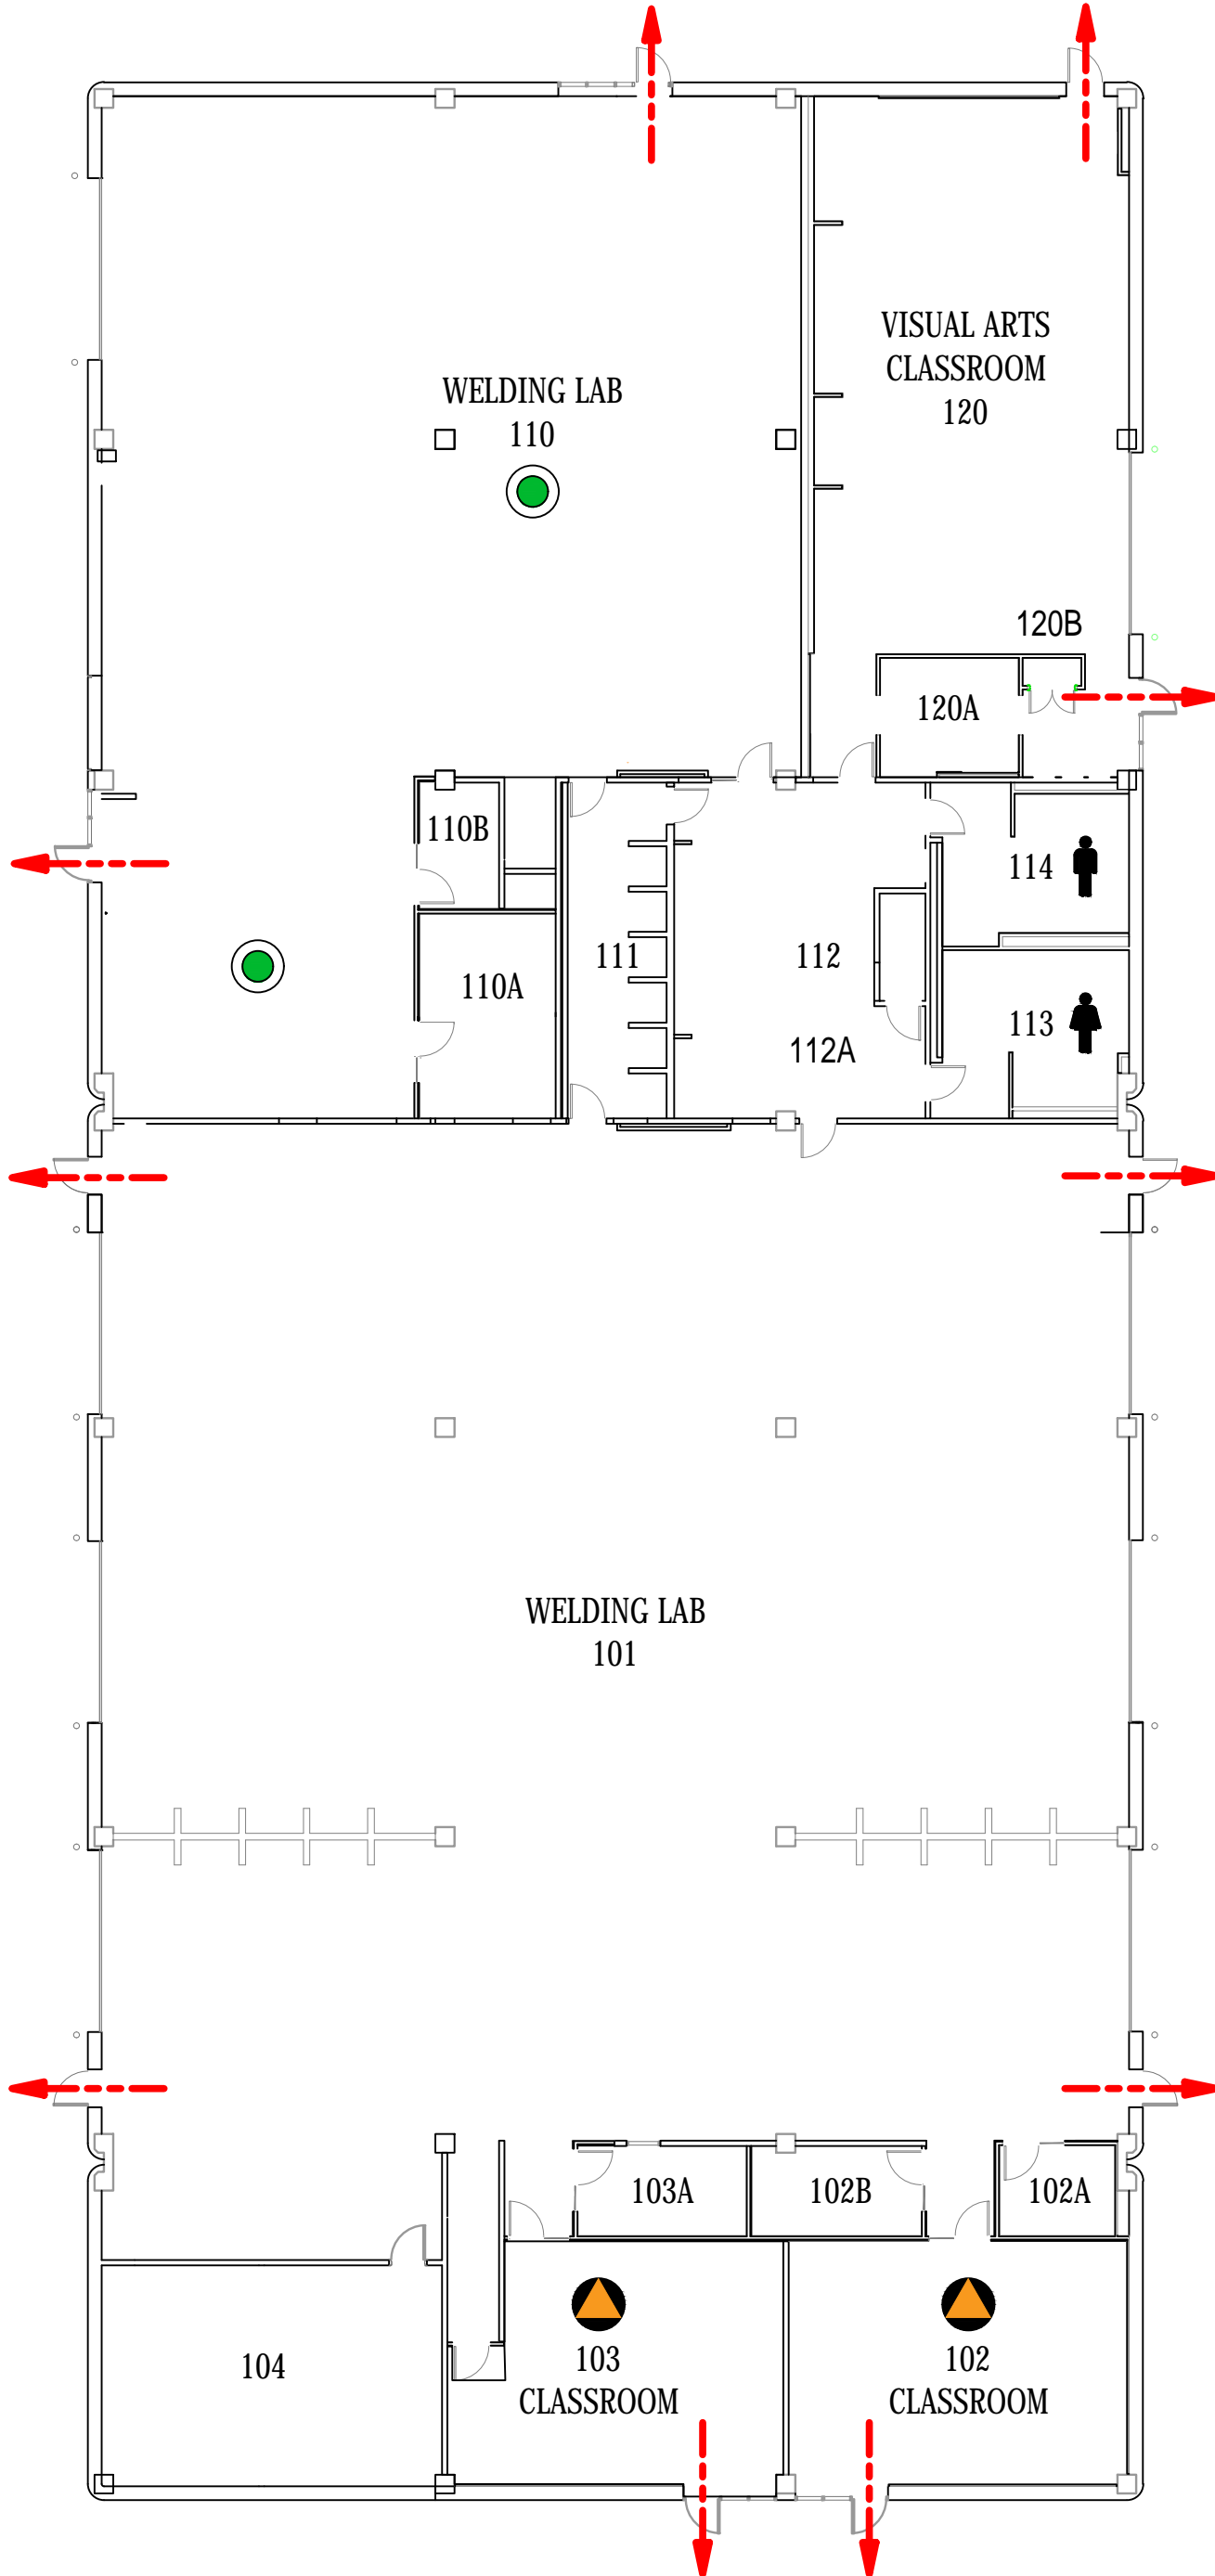 VISUAL ARTS
CLASSROOM
120
WELDING LAB
110
120B
120A
110B
114
111
112
110A
113
112A
WELDING LAB
101
103A
102B
102A
104
103
CLASSROOM
102
CLASSROOM